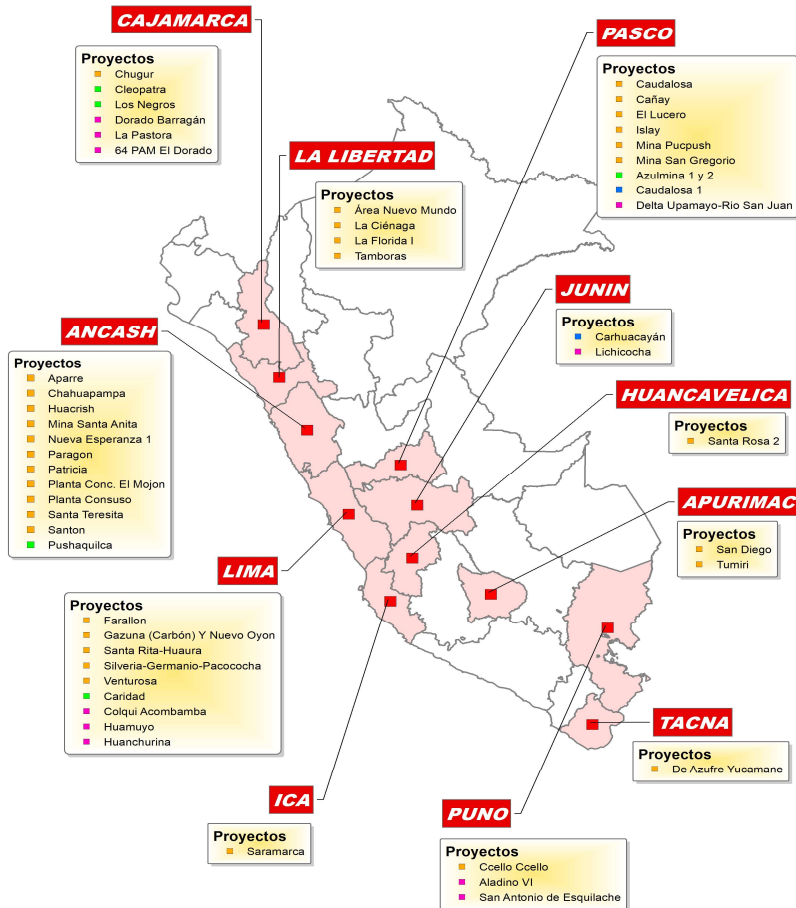 CAJAMARCA
Proyectos
Chugur
Cleopatra
Los Negros
Dorado Barragán
La Pastora
64 PAM El Dorado
PASCO
Proyectos
Caudalosa
Cañay
El Lucero
Islay
Mina Pucpush
Mina San Gregorio
Azulmina 1 y 2
Caudalosa 1
Delta Upamayo-Rio San Juan
LA LIBERTAD
Proyectos
Área Nuevo Mundo
La Ciénaga
La Florida I
Tamboras
JUNIN
Proyectos
Carhuacayán
Lichicocha
ANCASH
Proyectos
Aparre
Chahuapampa
Huacrish
Mina Santa Anita
Nueva Esperanza 1
Paragon
Patricia
Planta Conc. El Mojon
Planta Consuso
Santa Teresita
Santon
Pushaquilca
HUANCAVELICA
Proyectos
Santa Rosa 2
APURIMAC
Proyectos
San Diego
Tumiri
LIMA
Proyectos
Farallon
Gazuna (Carbón) Y Nuevo Oyon
Santa Rita-Huaura
Silveria-Germanio-Pacococha
Venturosa
Caridad
Colqui Acombamba
Huamuyo
Huanchurina
TACNA
Proyectos
De Azufre Yucamane
ICA
Proyectos
Saramarca
PUNO
Proyectos
Ccello Ccello
Aladino VI
San Antonio de Esquilache